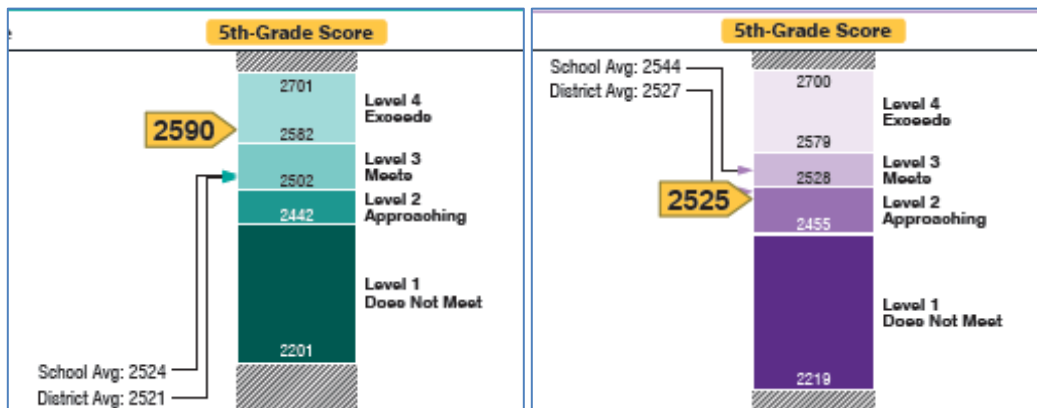 5th-Grade Score
2701
Level 4
Exceeds
2590
2582
Level 3
Meets
2502
Level 2
Approaching
2442
Level 1
Does Not Meet
2201
School Avg: 2524
District Avg: 2521
5th-Grade Score
School Avg: 2544
District Avg: 2527
2700
Level 4
Exceeds
2579
Level 3
Meets
2528
2525
Level 2
Approaching
2455
Level 1
Does Not Meet
2219